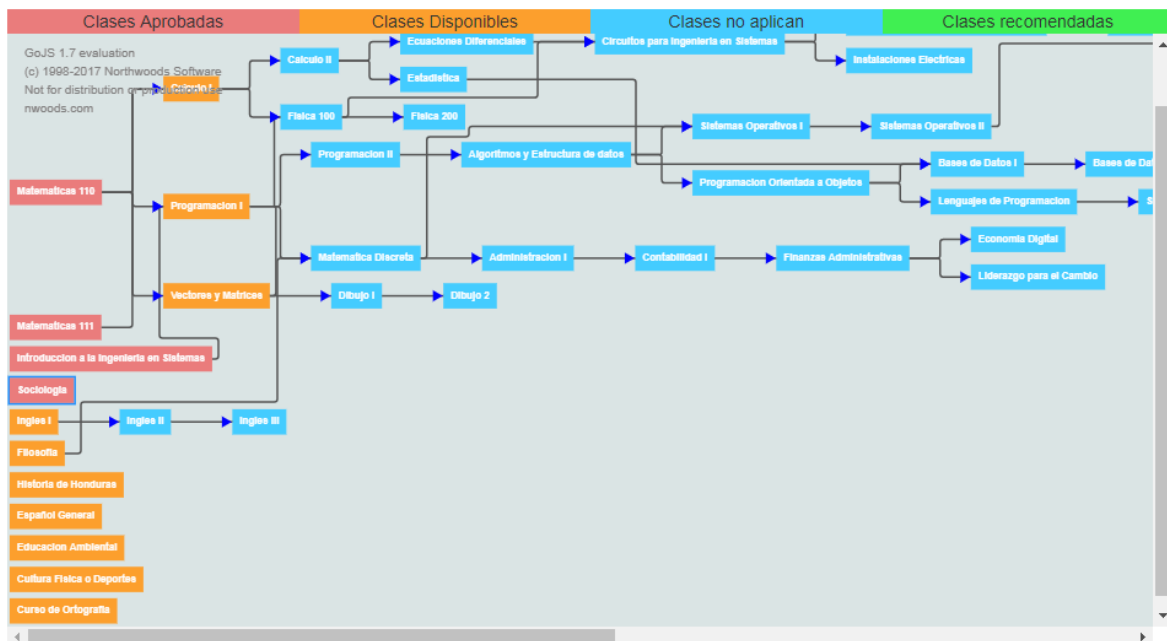 Clases Aprobadas
Clases Disponibles
Clases no aplican
Clases recomendadas
GoJS 1.7 evaluation
(c) 1998-2017 Northwoods Software
Not for distribution or production use
nwoods.com
Calculo I
Calculo II
Ecuaciones Diferenciales
Circuitos para Ingenieria en Sistemas
Instalaciones Electricas
Estadistica
Fisica 100
Fisica 200
Sistemas Operativos I
Sistemas Operativos II
Programacion II
Algoritmos y Estructura de datos
Bases de Datos I
Bases de
Matematicas 110
Programacion I
Programacion Orientada a Objetos
Lenguajes de Programacion
Matematica Discreta
Administracion I
Contabilidad I
Finanzas Administrativas
Economia Digital
Liderazgo para el Cambio
Vectores y Matrices
Dibujo I
Dibujo 2
Matematicas 111
Introduccion a la Ingenieria en Sistemas
Sociologia
Ingles I
Ingles II
Ingles III
Filosofia
Historia de Honduras
Español General
Educacion Ambiental
Cultura Fisica o Deportes
Curso de Ortografia